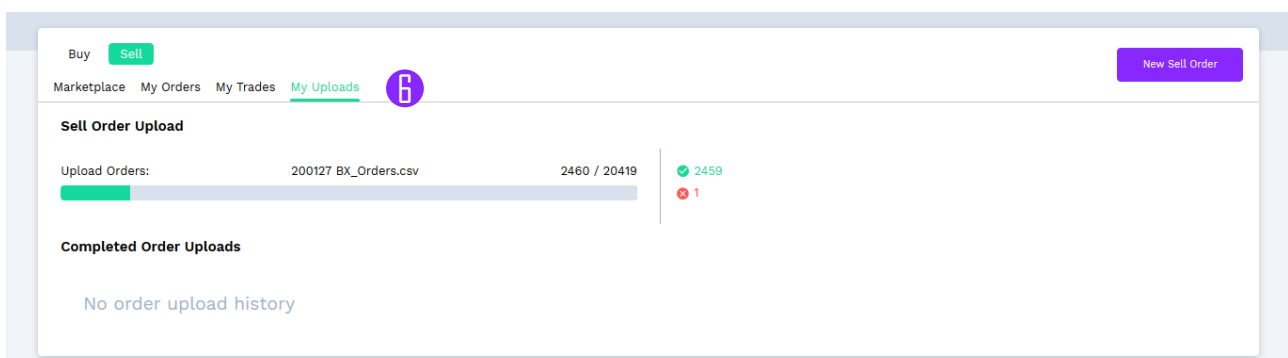 Buy Sell
New Sell Order
Marketplace My Orders My Trades My Uploads 6
Sell Order Upload
Upload Orders: 200127 BX_Orders.csv 2460 / 20419 2459
1
Completed Order Uploads
No order upload history